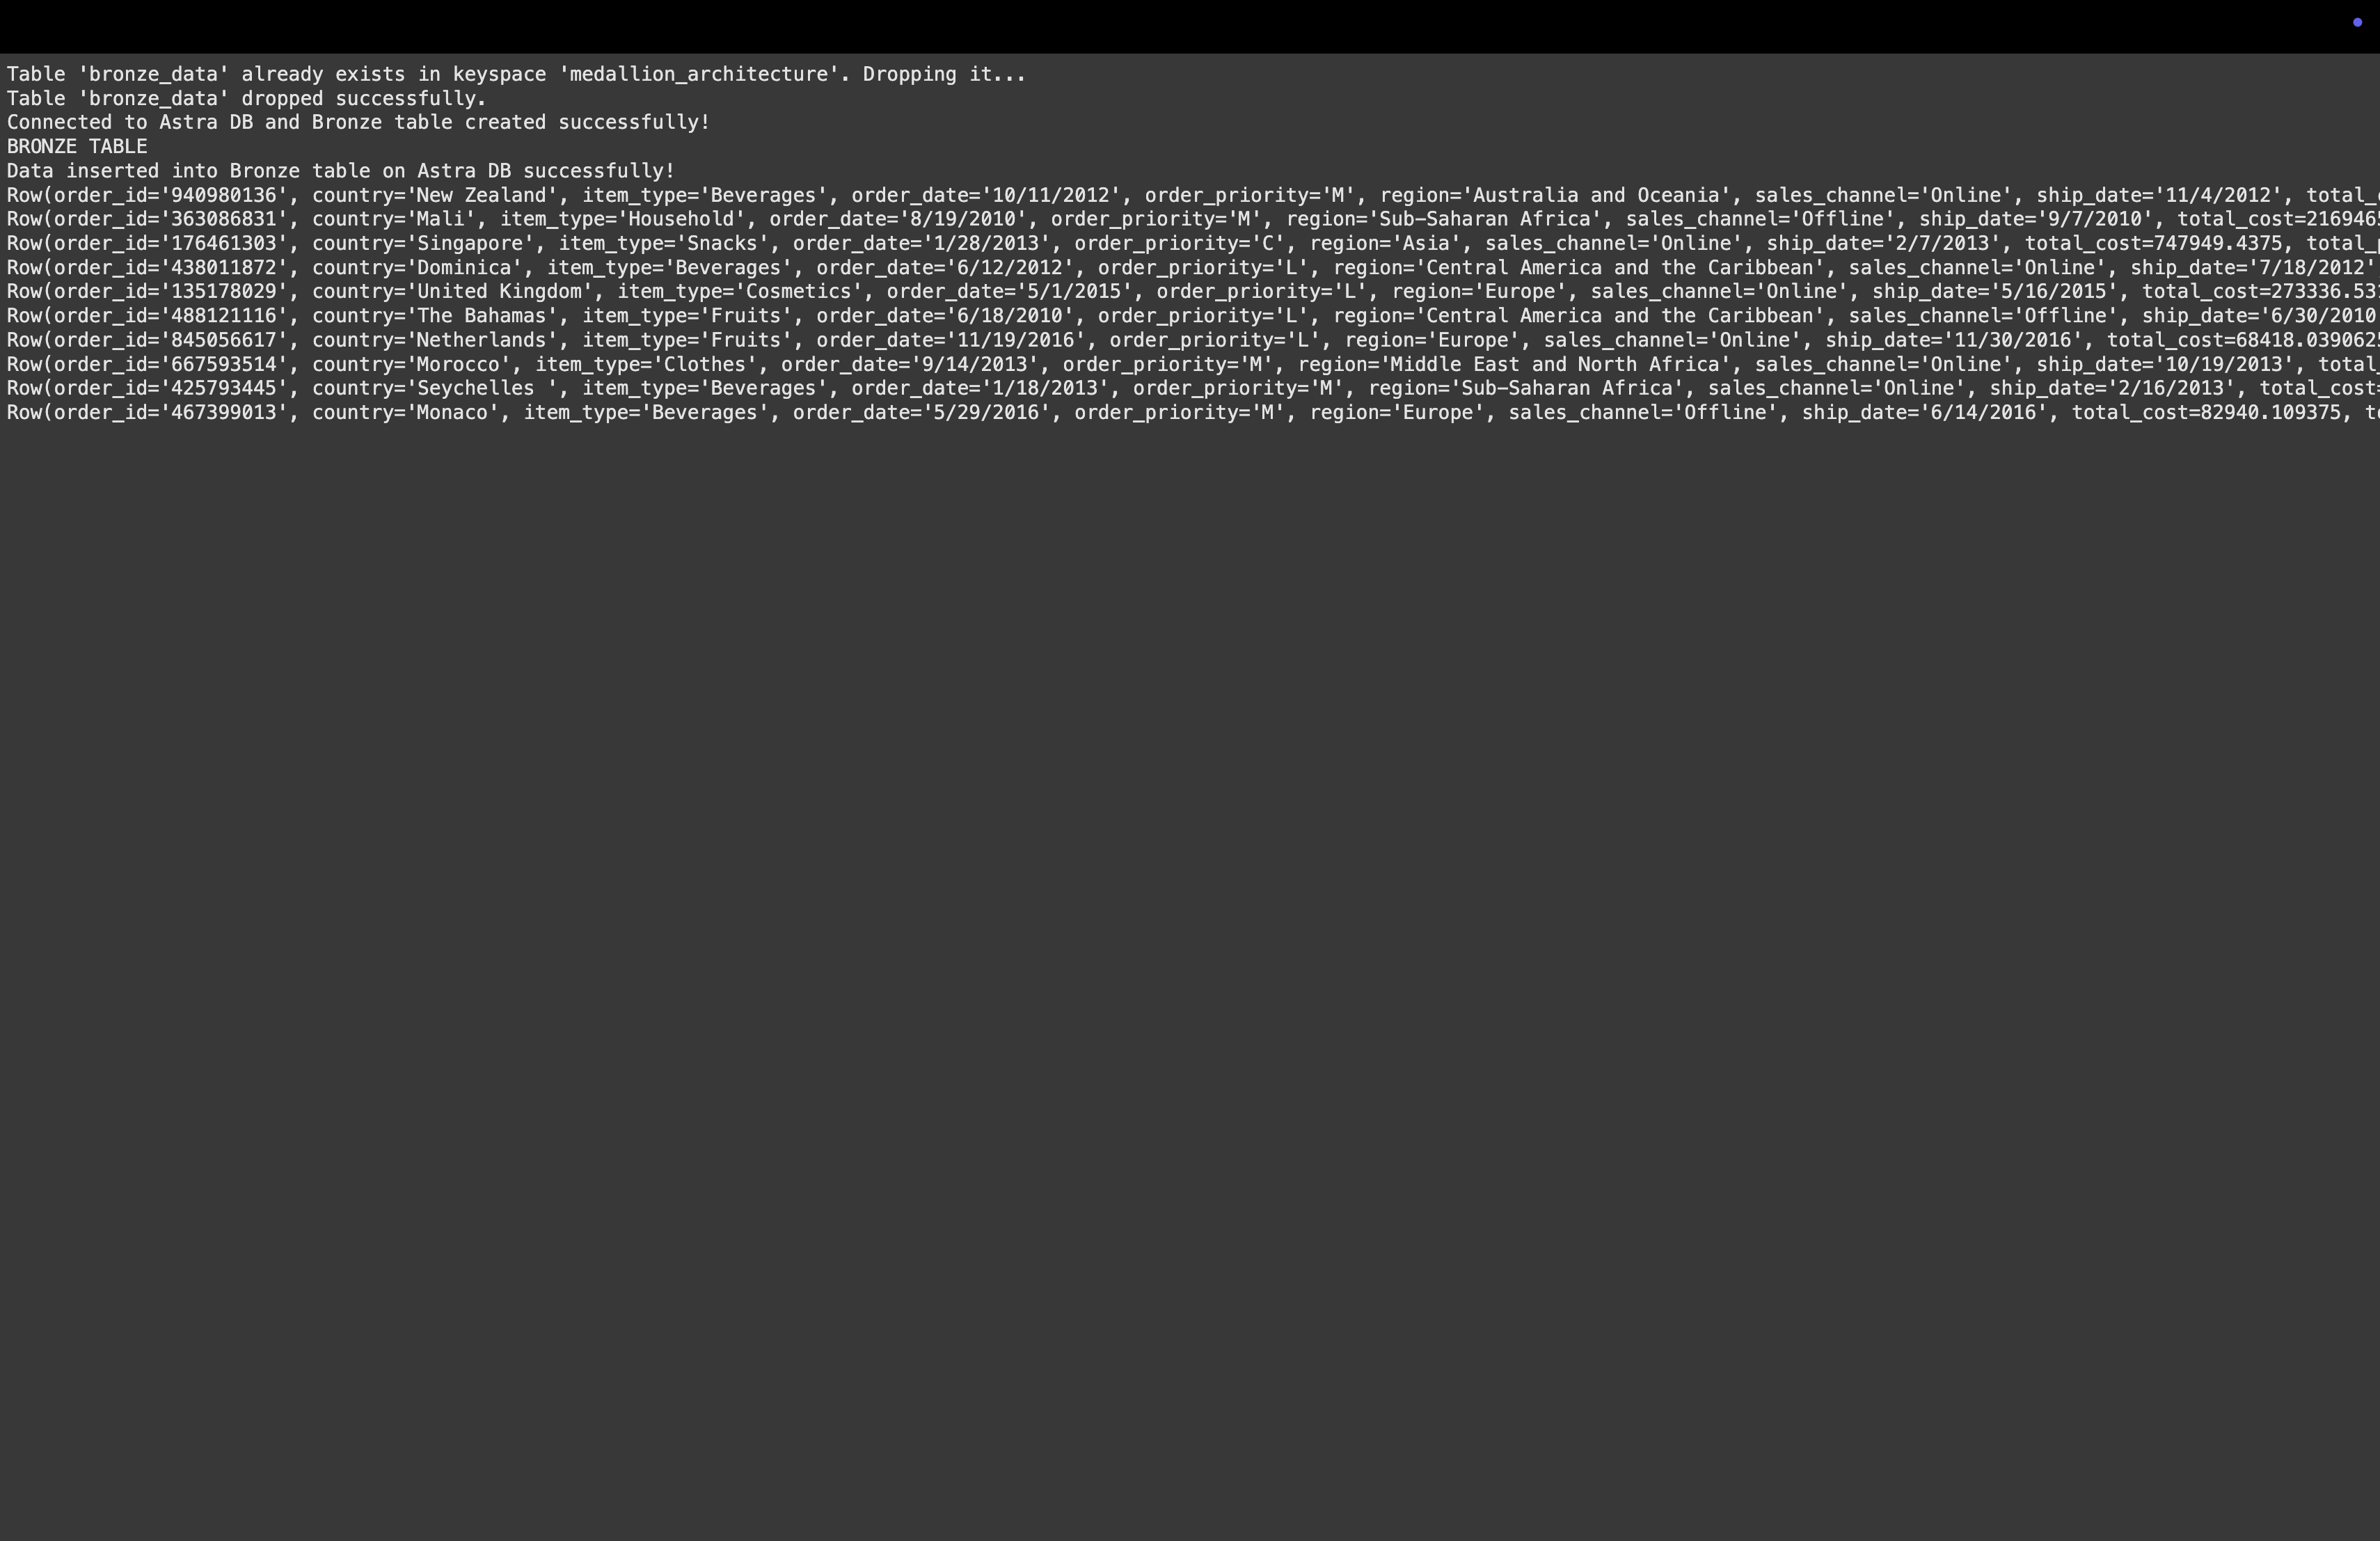 Table 'bronze_data' already exists in keyspace 'medallion_architecture'. Dropping it...
Table 'bronze_data' dropped successfully.
Connected to Astra DB and Bronze table created successfully!
BRONZE TABLE
Data inserted into Bronze table on Astra DB successfully!
Row(order_id='940980136', country='New Zealand', item_type='Beverages', order_date='10/11/2012', order_priority='M', region='Australia and Oceania', sales_channel='Online', ship_date='11/4/2012', total_
Row(order_id='363086831', country='Mali', item_type='Household', order_date='8/19/2010', order_priority='M', region='Sub-Saharan Africa', sales_channel='Offline', ship_date='9/7/2010', total_cost=216946
Row(order_id='176461303', country='Singapore', item_type='Snacks', order_date='1/28/2013', order_priority='C', region='Asia', sales_channel='Online', ship_date='2/7/2013', total_cost=747949.4375, total_
Row(order_id='438011872', country='Dominica', item_type='Beverages', order_date='6/12/2012', order_priority='L', region='Central America and the Caribbean', sales_channel='Online', ship_date='7/18/2012'
Row(order_id='135178029', country='United Kingdom', item_type='Cosmetics', order_date='5/1/2015', order_priority='L', region='Europe', sales_channel='Online', ship_date='5/16/2015', total_cost=273336.53
Row(order_id='488121116', country='The Bahamas', item_type='Fruits', order_date='6/18/2010', order_priority='L', region='Central America and the Caribbean', sales_channel='Offline', ship_date='6/30/2010
Row(order_id='845056617', country='Netherlands', item_type='Fruits', order_date='11/19/2016', order_priority='L', region='Europe', sales_channel='Online', ship_date='11/30/2016', total_cost=68418.039062
Row(order_id='667593514', country='Morocco', item_type='Clothes', order_date='9/14/2013', order_priority='M', region='Middle East and North Africa', sales_channel='Online', ship_date='10/19/2013', total_
Row(order_id='425793445', country='Seychelles ', item_type='Beverages', order_date='1/18/2013', order_priority='M', region='Sub-Saharan Africa', sales_channel='Online', ship_date='2/16/2013', total_cost=
Row(order_id='467399013', country='Monaco', item_type='Beverages', order_date='5/29/2016', order_priority='M', region='Europe', sales_channel='Offline', ship_date='6/14/2016', total_cost=82940.109375, t